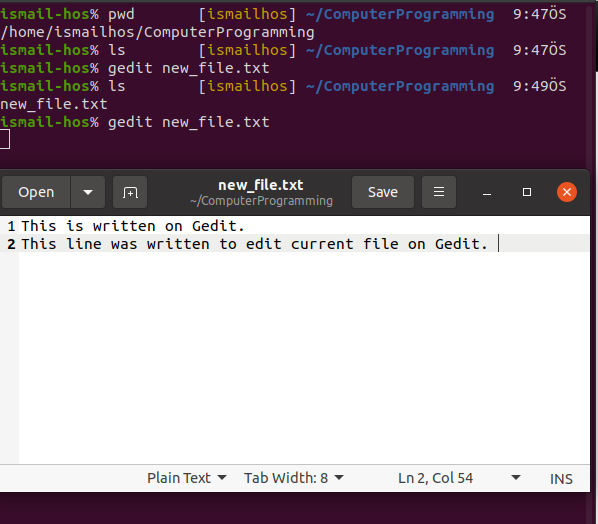 ismail-hos% pwd [ismailhos] ~/ComputerProgramming 9:47ÖS
/home/ismailhos/ComputerProgramming
ismail-hos% ls [ismailhos] ~/ComputerProgramming 9:47ÖS
ismail-hos% gedit new_file.txt
ismail-hos% ls [ismailhos] ~/ComputerProgramming 9:49ÖS
new_file.txt
ismail-hos% gedit new_file.txt
Open new_file.txt Save
~/ComputerProgramming
1 This is written on Gedit.
2 This line was written to edit current file on Gedit.
Plain Text Tab Width: 8 Ln 2, Col 54 INS